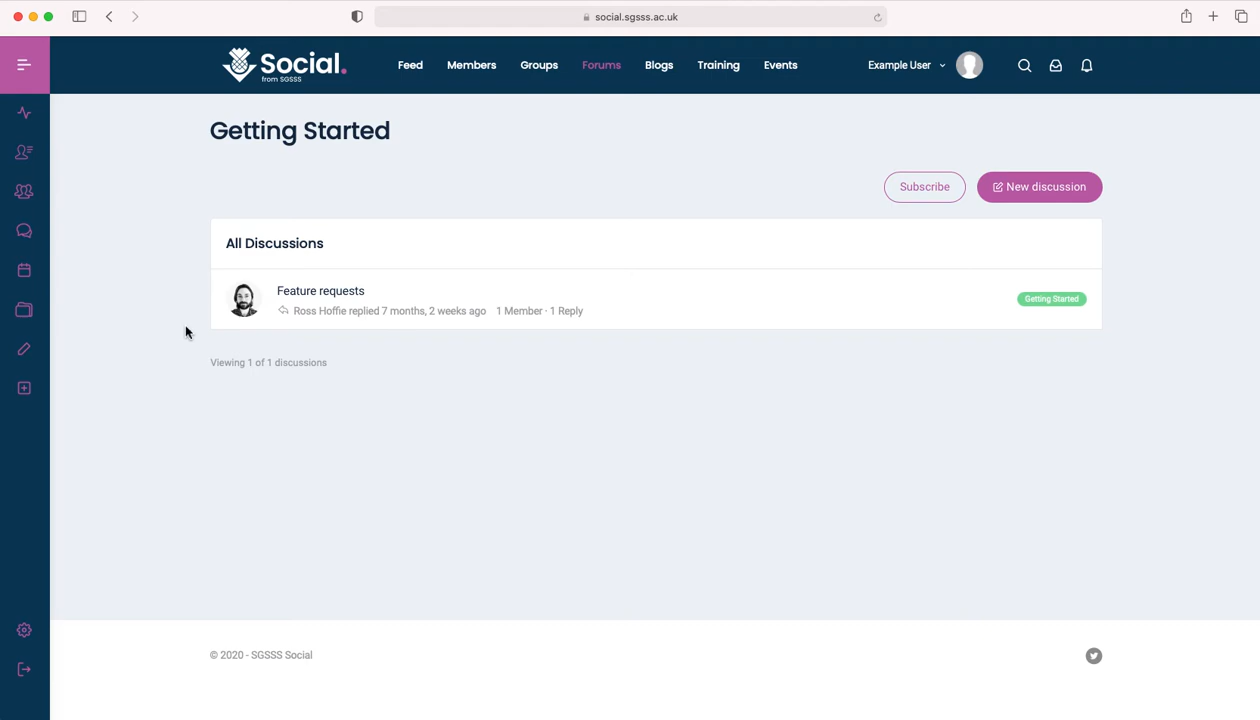 social.sgsss.ac.uk
Social.
from SGSSS
Feed Members Groups Forums Blogs Training Events Example User
Getting Started
Subscribe New discussion
All Discussions
Feature requests
Ross Hoffie replied 7 months, 2 weeks ago 1 Member · 1 Reply
Getting Started
Viewing 1 of 1 discussions
© 2020 - SGSSS Social